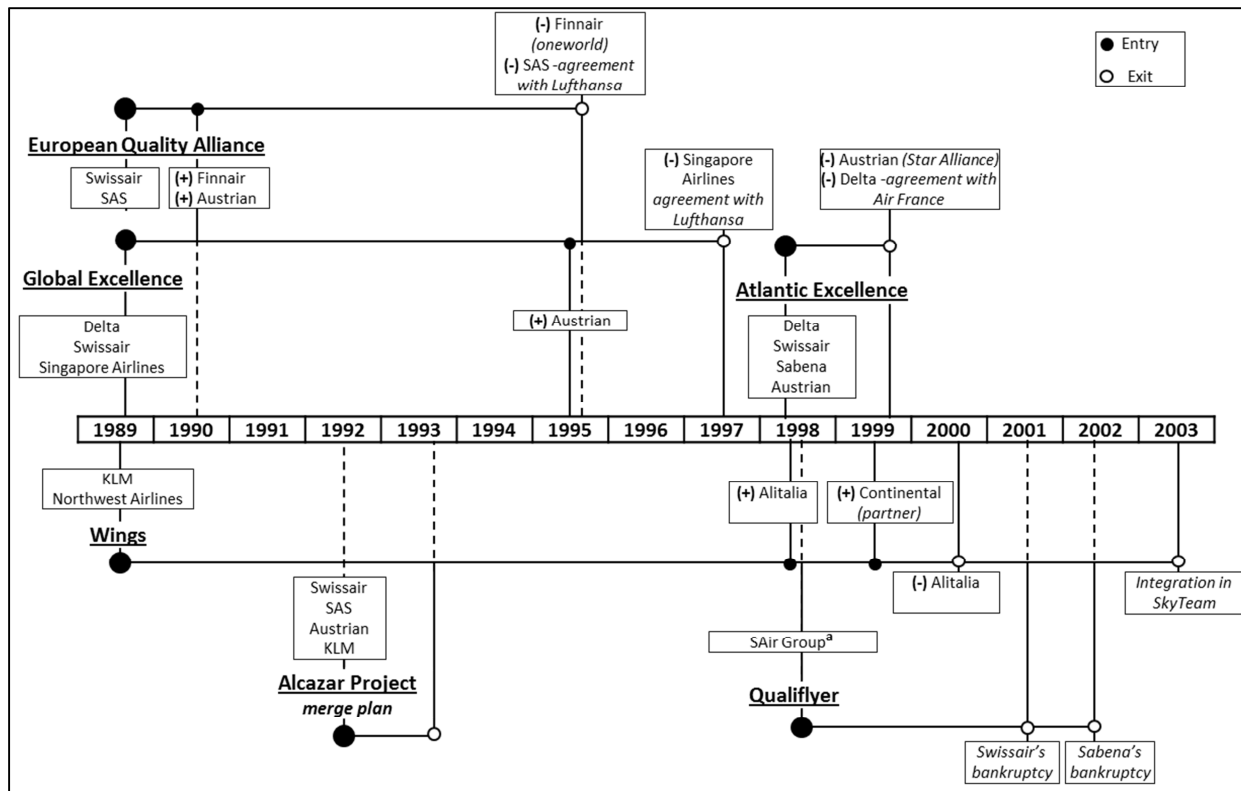 (-) Finnair
(oneworld)
(-) SAS -agreement
with Lufthansa
Entry
Exit
European Quality Alliance
Swissair
SAS
(+) Finnair
(+) Austrian
(-) Singapore
Airlines
agreement with
Lufthansa
(-) Austrian (Star Alliance)
(-) Delta -agreement with
Air France
Global Excellence
Delta
Swissair
Singapore Airlines
(+) Austrian
Atlantic Excellence
Delta
Swissair
Sabena
Austrian
1989 1990 1991 1992 1993 1994 1995 1996 1997 1998 1999 2000 2001 2002 2003
KLM
Northwest Airlines
Wings
(+) Alitalia
(+) Continental
(partner)
(-) Alitalia
Integration in
SkyTeam
Swissair
SAS
Austrian
KLM
Alcazar Project
merge plan
SAir Groupᵃ
Qualiflyer
Swissair's
bankruptcy
Sabena's
bankruptcy